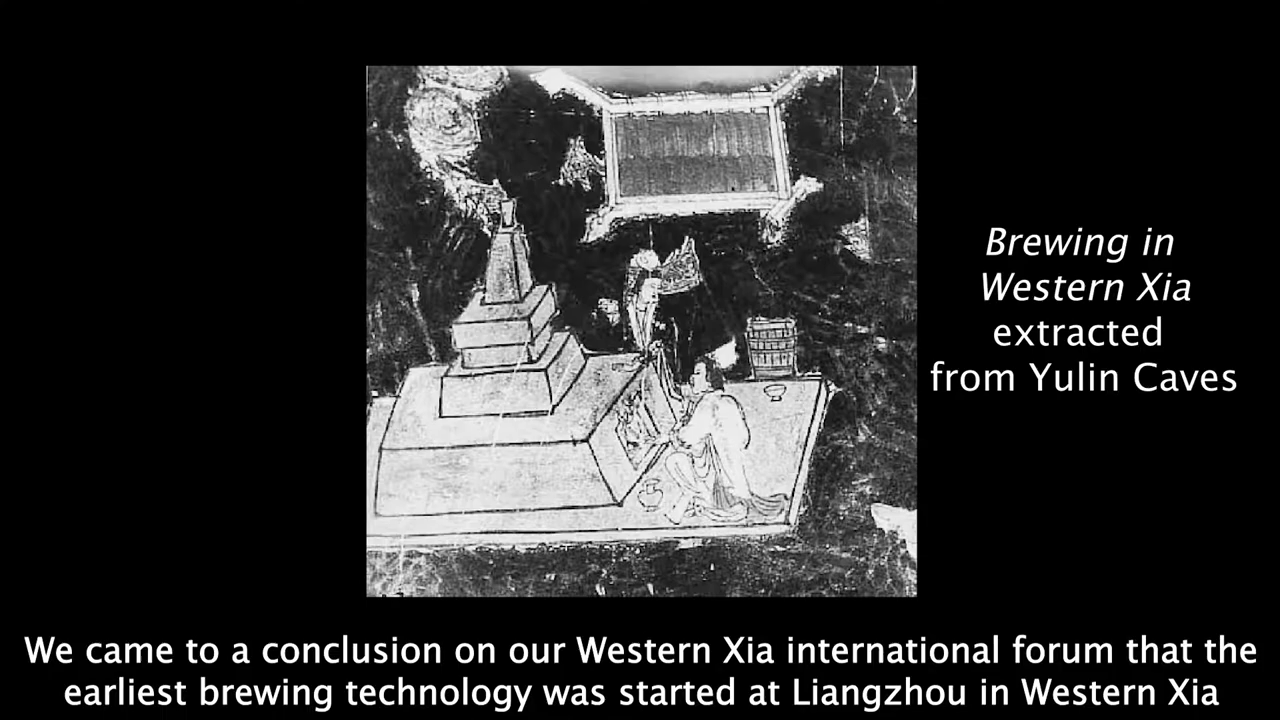 Brewing in
Western Xia
extracted
from Yulin Caves
We came to a conclusion on our Western Xia international forum that the
earliest brewing technology was started at Liangzhou in Western Xia